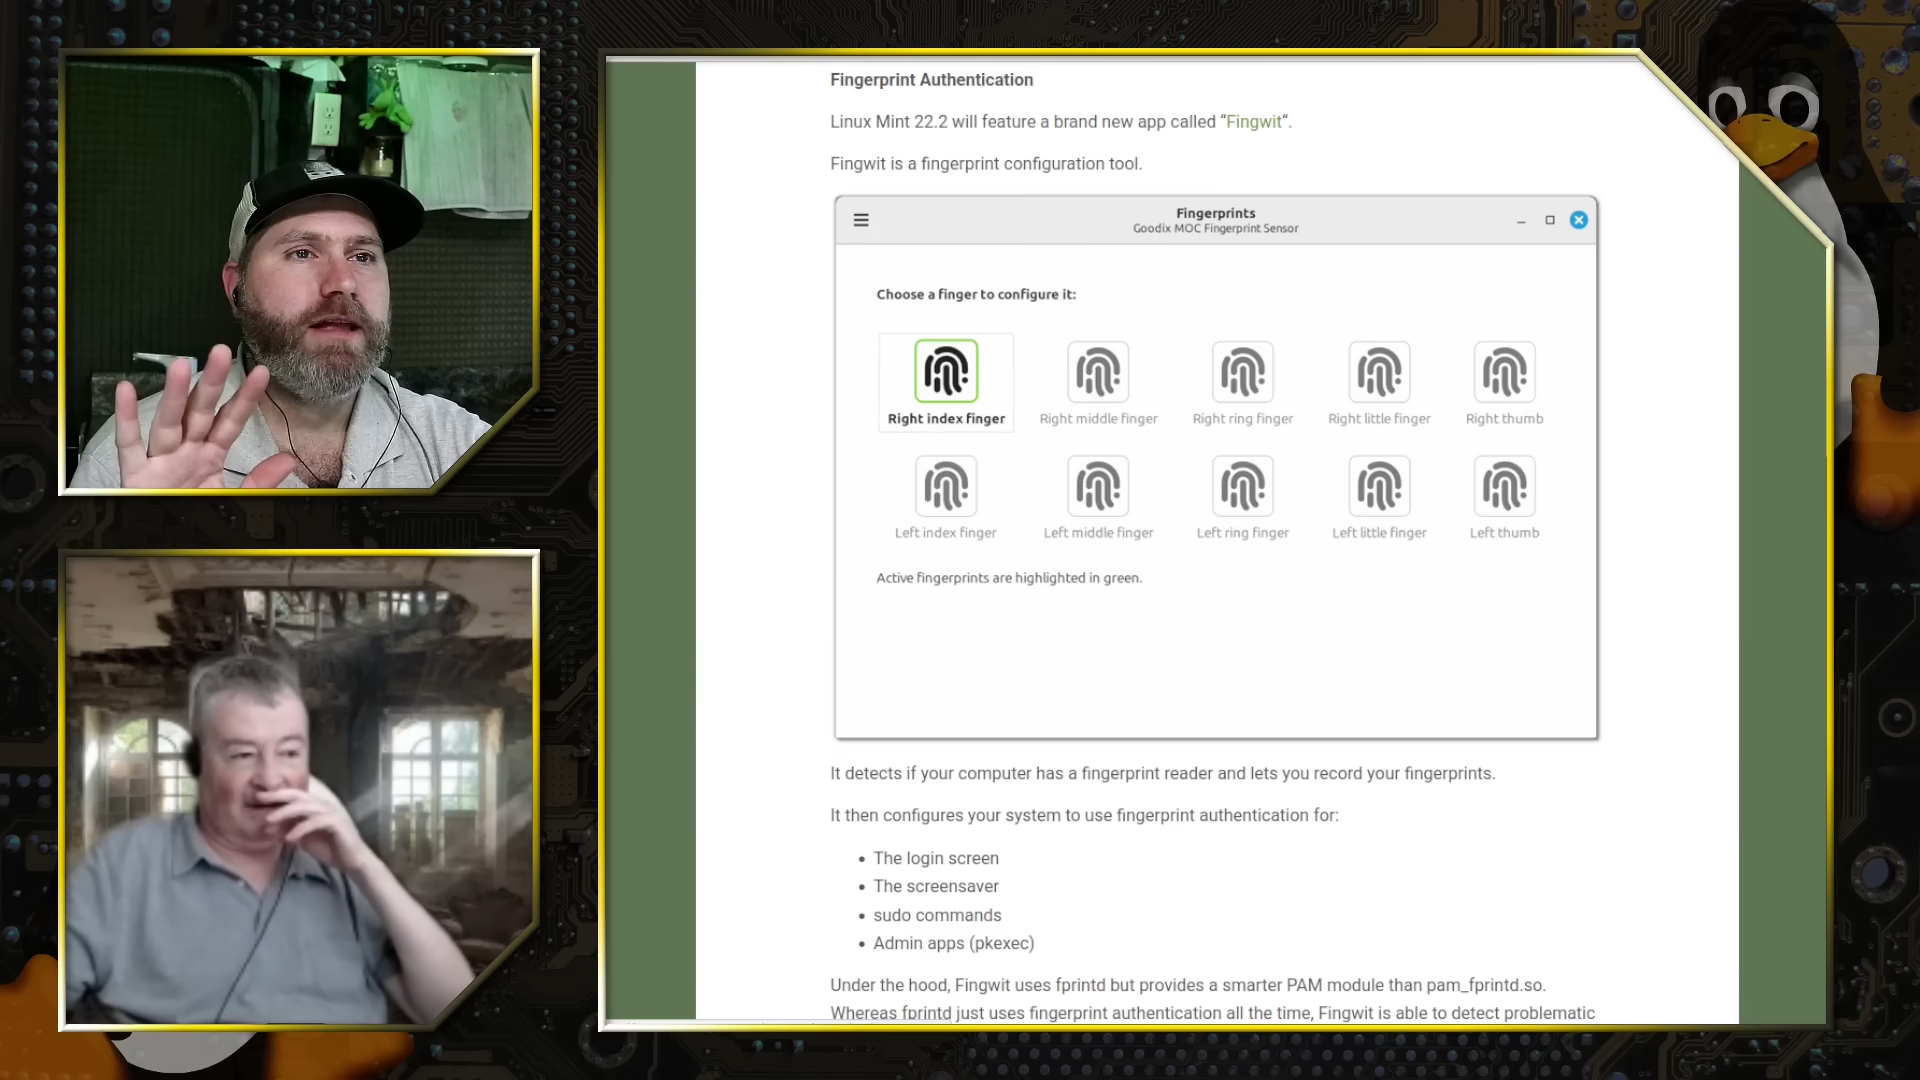 Fingerprint Authentication
Linux Mint 22.2 will feature a brand new app called “Fingwit“.
Fingwit is a fingerprint configuration tool.
Fingerprints
Goodix MOC Fingerprint Sensor
Choose a finger to configure it:
Right index finger
Right middle finger
Right ring finger
Right little finger
Right thumb
Left index finger
Left middle finger
Left ring finger
Left little finger
Left thumb
Active fingerprints are highlighted in green.
It detects if your computer has a fingerprint reader and lets you record your fingerprints.
It then configures your system to use fingerprint authentication for:
• The login screen
• The screensaver
• sudo commands
• Admin apps (pkexec)
Under the hood, Fingwit uses fprintd but provides a smarter PAM module than pam_fprintd.so.
Whereas fprintd just uses fingerprint authentication all the time, Fingwit is able to detect problematic